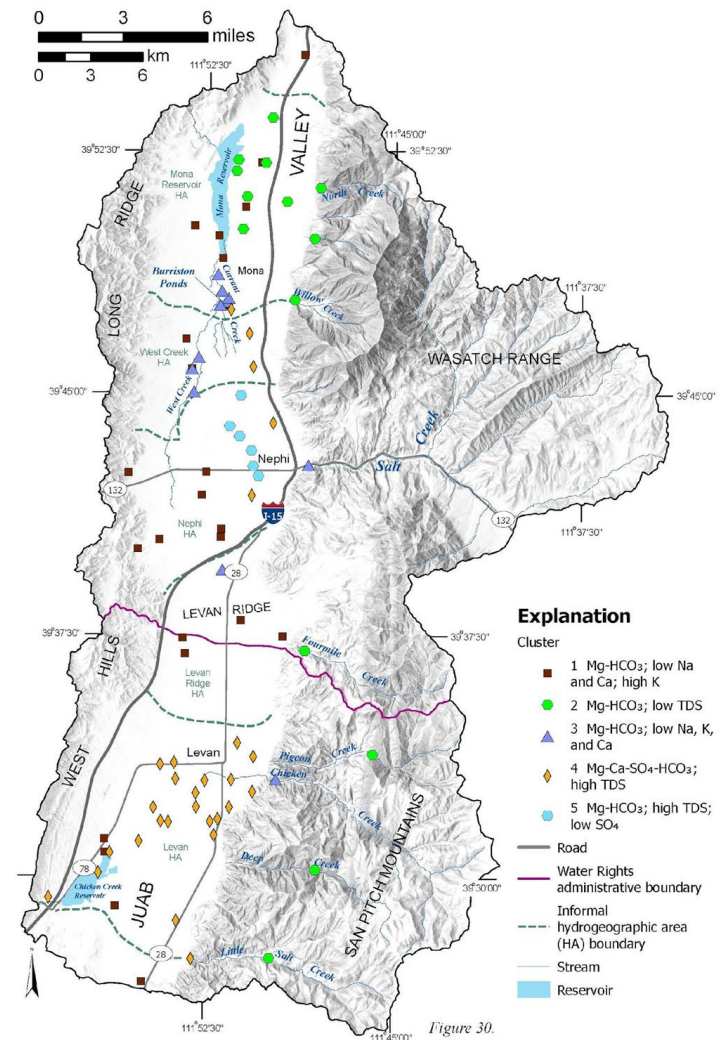 0 3 6
miles
km
0 3 6
111°52'30"
39°52'30"
111°45'00"
39°52'30"
VALLEY
Mona
Reservoir
HA
Mona Reservoir
RIDGE
North Creek
Mona
Burriston
Ponds
Currant
Creek
Willow
Creek
111°37'30"
LONG
West Creek
HA
WASATCH RANGE
39°45'00"
West Creek
39°45'00"
Nephi
Salt Creek
132
132
Nephi
HA
I-15
111°37'30"
28
LEVAN RIDGE
39°37'30"
39°37'30"
HILLS
Fourmile
Creek
Levan
Ridge
HA
Levan
Pigeon Creek
Chicken
Creek
WEST
Levan
HA
Deep Creek
SAN PITCH MOUNTAINS
78
Chicken Creek
Reservoir
39°30'00"
JUAB
28
Little Salt
Creek
N
111°52'30"
111°45'00"
Figure 30.
Explanation
Cluster
1 Mg-HCO₃; low Na
and Ca; high K
2 Mg-HCO₃; low TDS
3 Mg-HCO₃; low Na, K,
and Ca
4 Mg-Ca-SO₄-HCO₃;
high TDS
5 Mg-HCO₃; high TDS;
low SO₄
Road
Water Rights
administrative boundary
Informal
hydrogeographic area
(HA) boundary
Stream
Reservoir